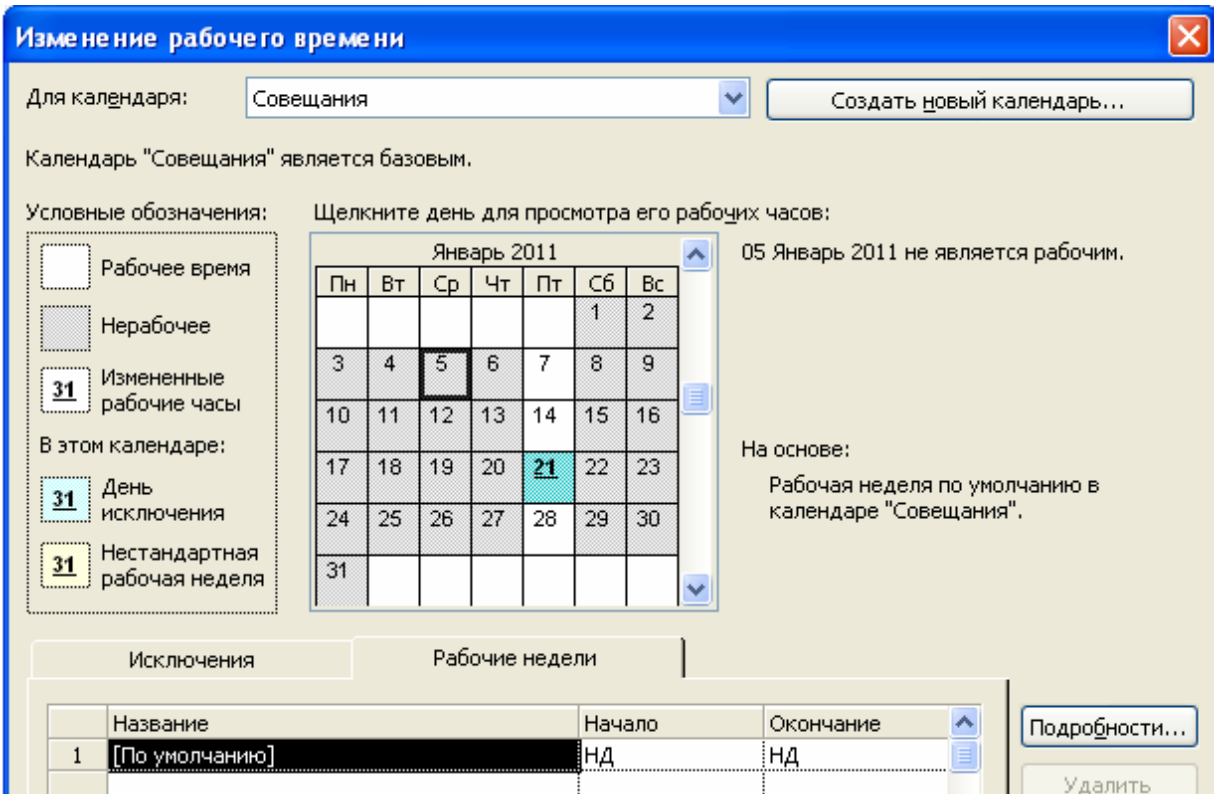 Изменение рабочего времени
Для календаря:
Совещания
Создать новый календарь...
Календарь "Совещания" является базовым.
Условные обозначения:
Рабочее время
Нерабочее
31
Измененные
рабочие часы
В этом календаре:
31
День
исключения
31
Нестандартная
рабочая неделя
Щелкните день для просмотра его рабочих часов:
Январь 2011
Пн Вт Ср Чт Пт Сб Вс
1 2
3 4 5 6 7 8 9
10 11 12 13 14 15 16
17 18 19 20 21 22 23
24 25 26 27 28 29 30
31
05 Январь 2011 не является рабочим.
На основе:
Рабочая неделя по умолчанию в
календаре "Совещания".
Исключения
Рабочие недели
Название Начало Окончание
1 [По умолчанию] НД НД
Подробности...
Удалить